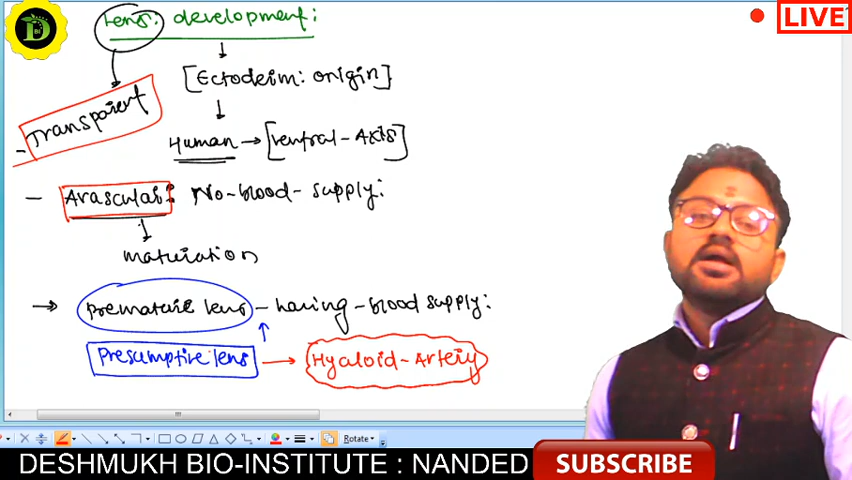 LIVE
Lens: development:
[Ectoderm: origin]
- Transparent
Human → [ventral-Axis]
- Avascular: No-blood-supply:
maturation
→ premature lens - having-blood supply:
Presumptive lens → Hyaloid-Artery
Rotate
DESHMUKH BIO-INSTITUTE : NANDED
SUBSCRIBE